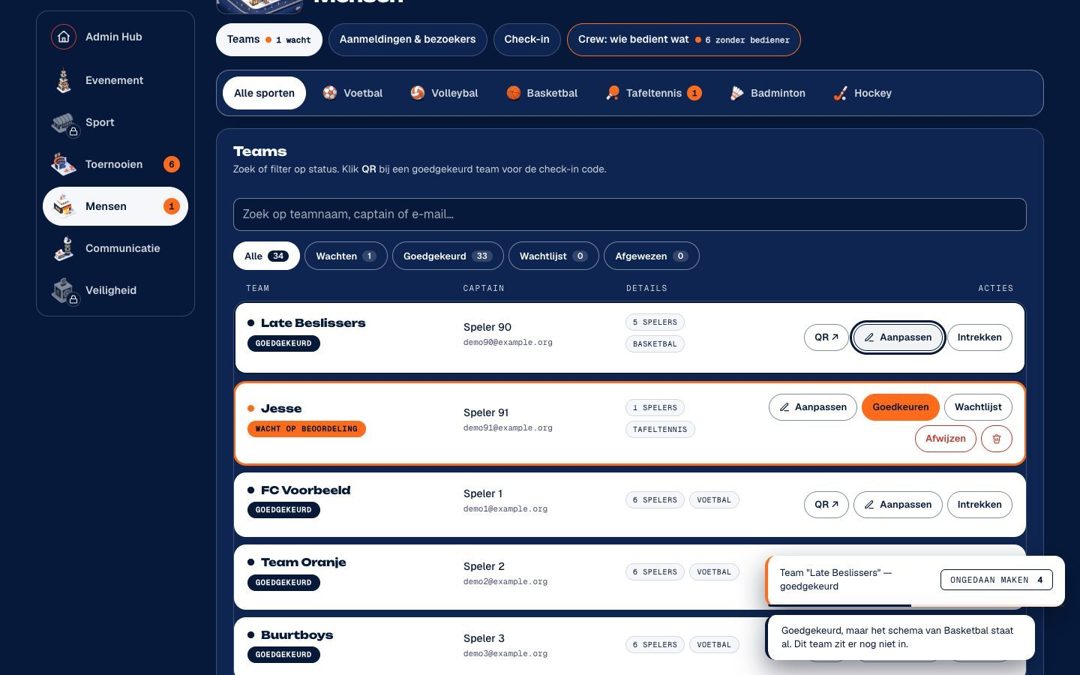 Mensen
Admin Hub
Evenement
Sport
Toernooien 6
Mensen 1
Communicatie
Veiligheid
Teams 1 wacht
Aanmeldingen & bezoekers
Check-in
Crew: wie bedient wat 6 zonder bediener
Alle sporten
Voetbal
Volleybal
Basketbal
Tafeltennis 1
Badminton
Hockey
Teams
Zoek of filter op status. Klik QR bij een goedgekeurd team voor de check-in code.
Zoek op teamnaam, captain of e-mail...
Alle 34
Wachten 1
Goedgekeurd 33
Wachtlijst 0
Afgewezen 0
TEAM CAPTAIN DETAILS ACTIES
Late Beslissers
GOEDGEKEURD
Speler 90
demo90@example.org
5 SPELERS
BASKETBAL
QR ↗
Aanpassen
Intrekken
Jesse
WACHT OP BEOORDELING
Speler 91
demo91@example.org
1 SPELERS
TAFELTENNIS
Aanpassen
Goedkeuren
Wachtlijst
Afwijzen
FC Voorbeeld
GOEDGEKEURD
Speler 1
demo1@example.org
6 SPELERS
VOETBAL
QR ↗
Aanpassen
Intrekken
Team Oranje
GOEDGEKEURD
Speler 2
demo2@example.org
6 SPELERS
VOETBAL
Buurtboys
GOEDGEKEURD
Speler 3
demo3@example.org
6 SPELERS
VOETBAL
Team "Late Beslissers" —
goedgekeurd
ONGEDAAN MAKEN 4
Goedgekeurd, maar het schema van Basketbal staat
al. Dit team zit er nog niet in.